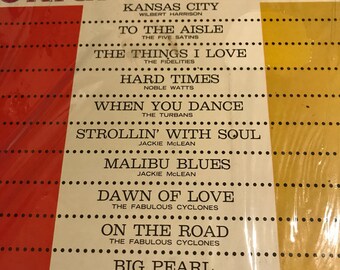 KANSAS CITY
WILBERT HARRISON
TO THE AISLE
THE FIVE SATINS
THE THINGS I LOVE
THE FIDELITIES
HARD TIMES
NOBLE WATTS
WHEN YOU DANCE
THE TURBANS
STROLLIN' WITH SOUL
JACKIE McLEAN
MALIBU BLUES
JACKIE McLEAN
DAWN OF LOVE
THE FABULOUS CYCLONES
ON THE ROAD
THE FABULOUS CYCLONES
BIG PEARL